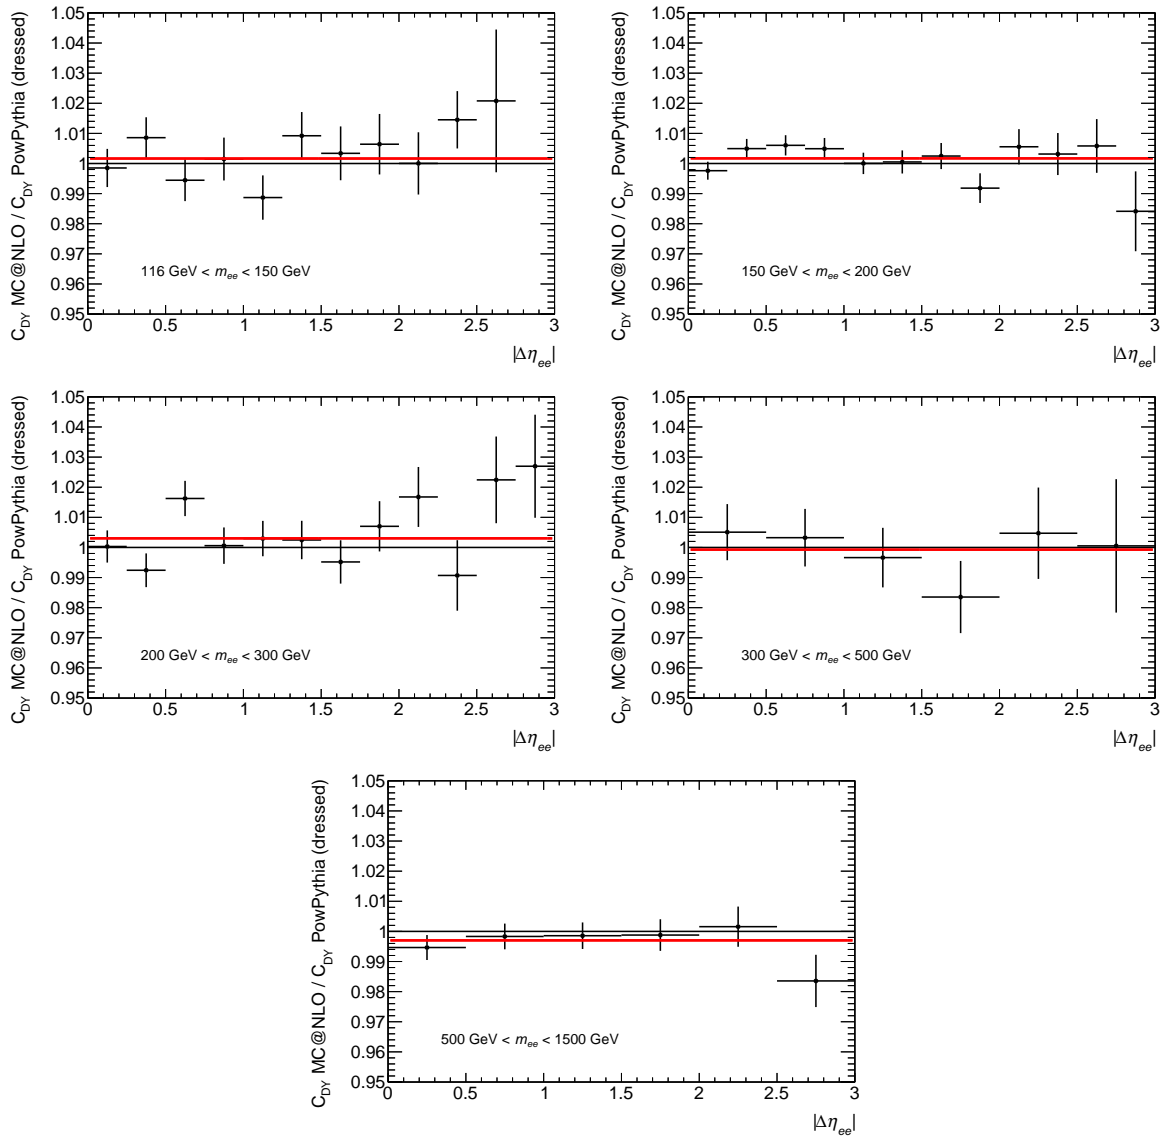 C_DY MC@NLO / C_DY PowPythia (dressed)
1.05
1.04
1.03
1.02
1.01
1
0.99
0.98
0.97
0.96
0.95
116 GeV < m_ee < 150 GeV
0 0.5 1 1.5 2 2.5 3
|Δη_ee|
C_DY MC@NLO / C_DY PowPythia (dressed)
1.05
1.04
1.03
1.02
1.01
1
0.99
0.98
0.97
0.96
0.95
150 GeV < m_ee < 200 GeV
0 0.5 1 1.5 2 2.5 3
|Δη_ee|
C_DY MC@NLO / C_DY PowPythia (dressed)
1.05
1.04
1.03
1.02
1.01
1
0.99
0.98
0.97
0.96
0.95
200 GeV < m_ee < 300 GeV
0 0.5 1 1.5 2 2.5 3
|Δη_ee|
C_DY MC@NLO / C_DY PowPythia (dressed)
1.05
1.04
1.03
1.02
1.01
1
0.99
0.98
0.97
0.96
0.95
300 GeV < m_ee < 500 GeV
0 0.5 1 1.5 2 2.5 3
|Δη_ee|
C_DY MC@NLO / C_DY PowPythia (dressed)
1.05
1.04
1.03
1.02
1.01
1
0.99
0.98
0.97
0.96
0.95
500 GeV < m_ee < 1500 GeV
0 0.5 1 1.5 2 2.5 3
|Δη_ee|